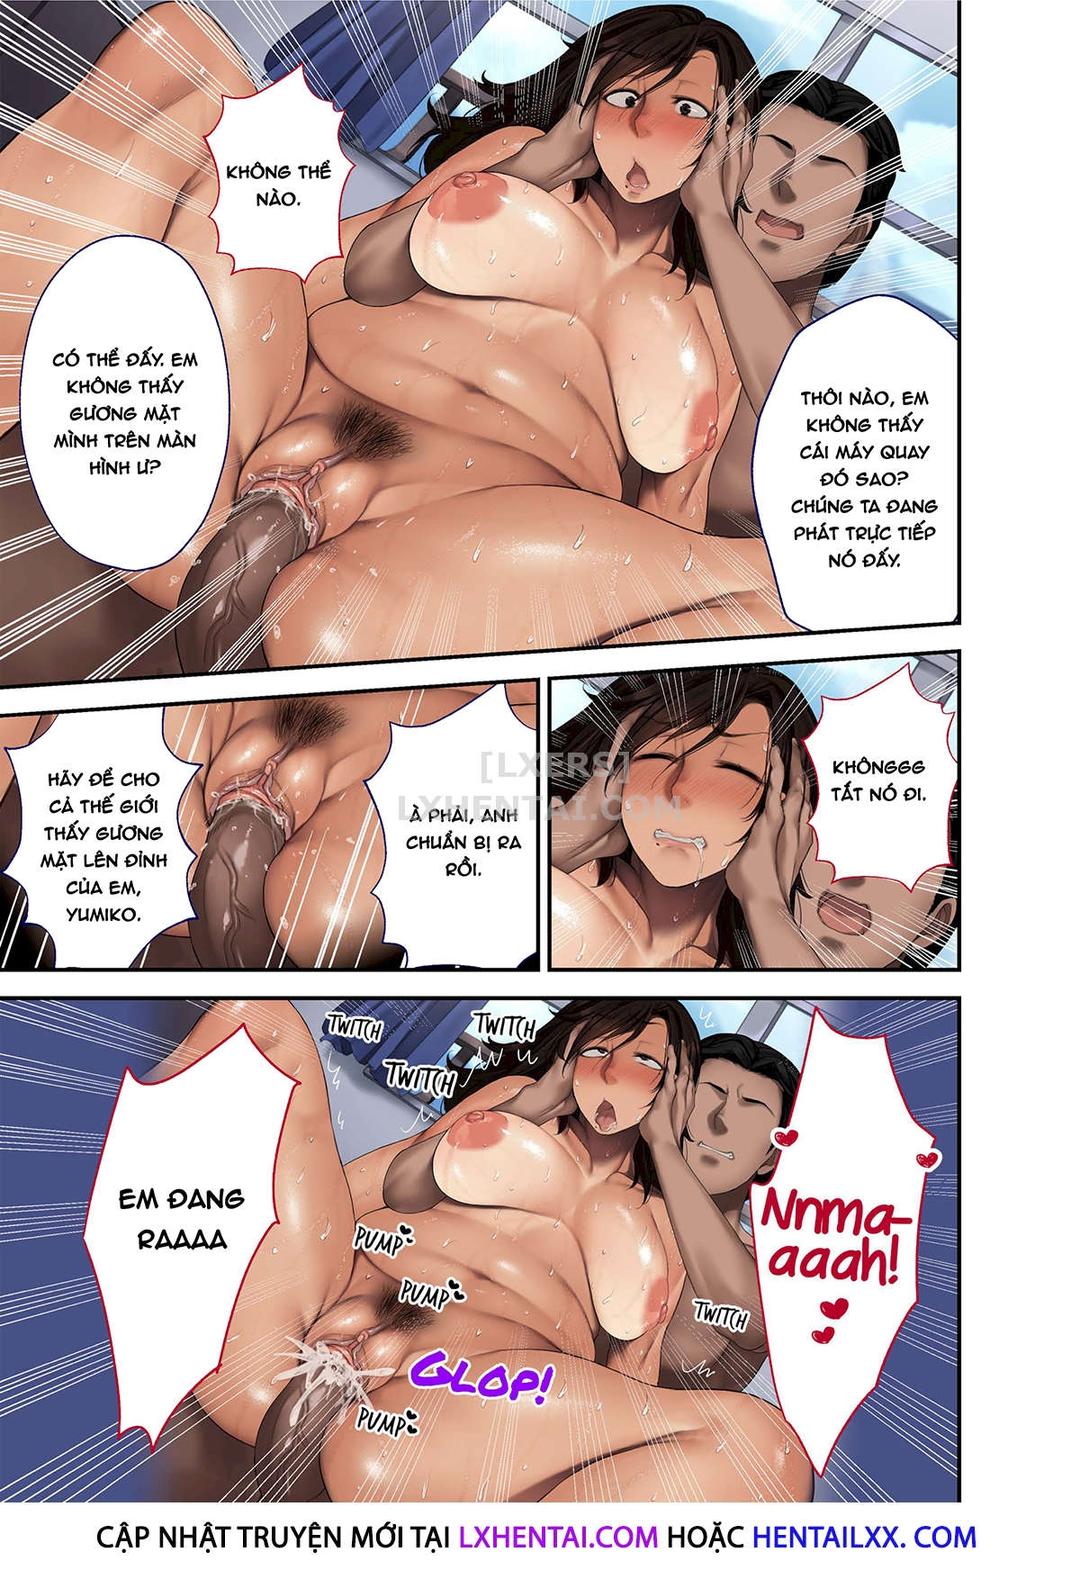 THÔI NÀO, EM
KHÔNG THẤY
CÁI MÁY QUAY
ĐÓ SAO?
CHÚNG TA ĐANG
PHÁT TRỰC TIẾP
NÓ ĐẤY.
KHÔNG THỂ
NÀO.
CÓ THỂ ĐẤY. EM
KHÔNG THẤY
GƯƠNG MẶT
MÌNH TRÊN MÀN
HÌNH Ư?
KHÔNGGG
TẮT NÓ ĐI.
[LXERS]
LXHENTAI.COM
À PHẢI, ANH
CHUẨN BỊ RA
RỒI.
HÃY ĐỂ CHO
CẢ THẾ GIỚI
THẤY GƯƠNG
MẶT LÊN ĐỈNH
CỦA EM,
YUMIKO.
Nnma-
aaah!
TWITCH
TWITCH
TWITCH
EM ĐANG
RAAAA
PUMP
PUMP
TWITCH
GLOP!
PUMP
CẬP NHẬT TRUYỆN MỚI TẠI LXHENTAI.COM HOẶC HENTAILXX. COM